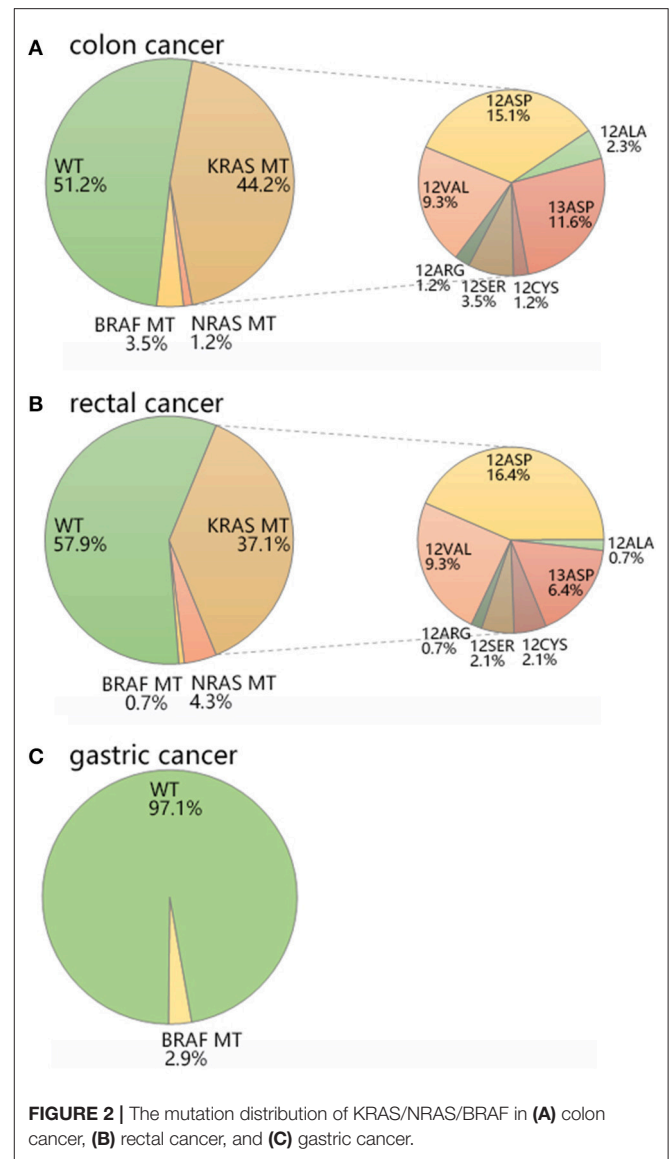 A colon cancer
WT
51.2%
KRAS MT
44.2%
BRAF MT
3.5%
NRAS MT
1.2%
12ASP
15.1%
12ALA
2.3%
13ASP
11.6%
12VAL
9.3%
12ARG
1.2%
12SER
3.5%
12CYS
1.2%
B rectal cancer
WT
57.9%
KRAS MT
37.1%
BRAF MT
0.7%
NRAS MT
4.3%
12ASP
16.4%
12ALA
0.7%
13ASP
6.4%
12VAL
9.3%
12ARG
0.7%
12SER
2.1%
12CYS
2.1%
C gastric cancer
WT
97.1%
BRAF MT
2.9%
FIGURE 2 | The mutation distribution of KRAS/NRAS/BRAF in (A) colon
cancer, (B) rectal cancer, and (C) gastric cancer.